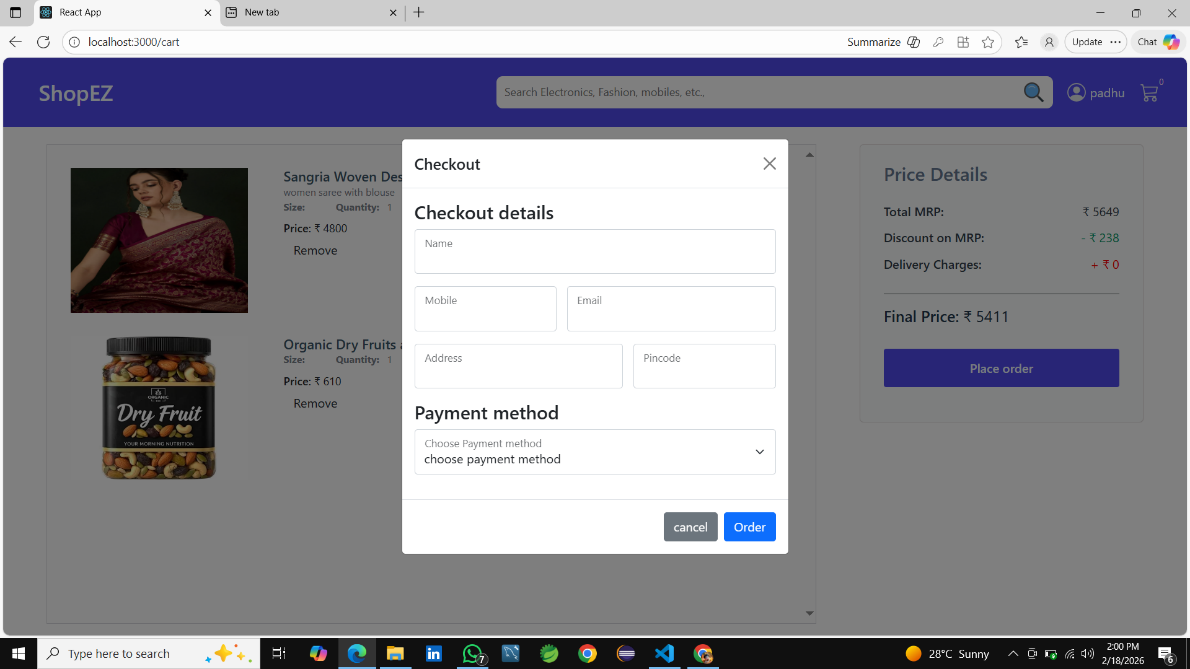 React App
New tab
localhost:3000/cart
Summarize
Update
Chat
ShopEZ
Search Electronics, Fashion, mobiles, etc.,
padhu
0
Checkout
Checkout details
Name
Mobile
Email
Address
Pincode
Payment method
Choose Payment method
choose payment method
cancel
Order
Sangria Woven Des
women saree with blouse
Size:
Quantity: 1
Price: ₹ 4800
Remove
ORGANIC
Dry Fruit
YOUR MORNING NUTRITION
Organic Dry Fruits a
Size:
Quantity: 1
Price: ₹ 610
Remove
Price Details
Total MRP: ₹ 5649
Discount on MRP: - ₹ 238
Delivery Charges: + ₹ 0
Final Price: ₹ 5411
Place order
Type here to search
7
28°C Sunny
2:00 PM
2/18/2026
6